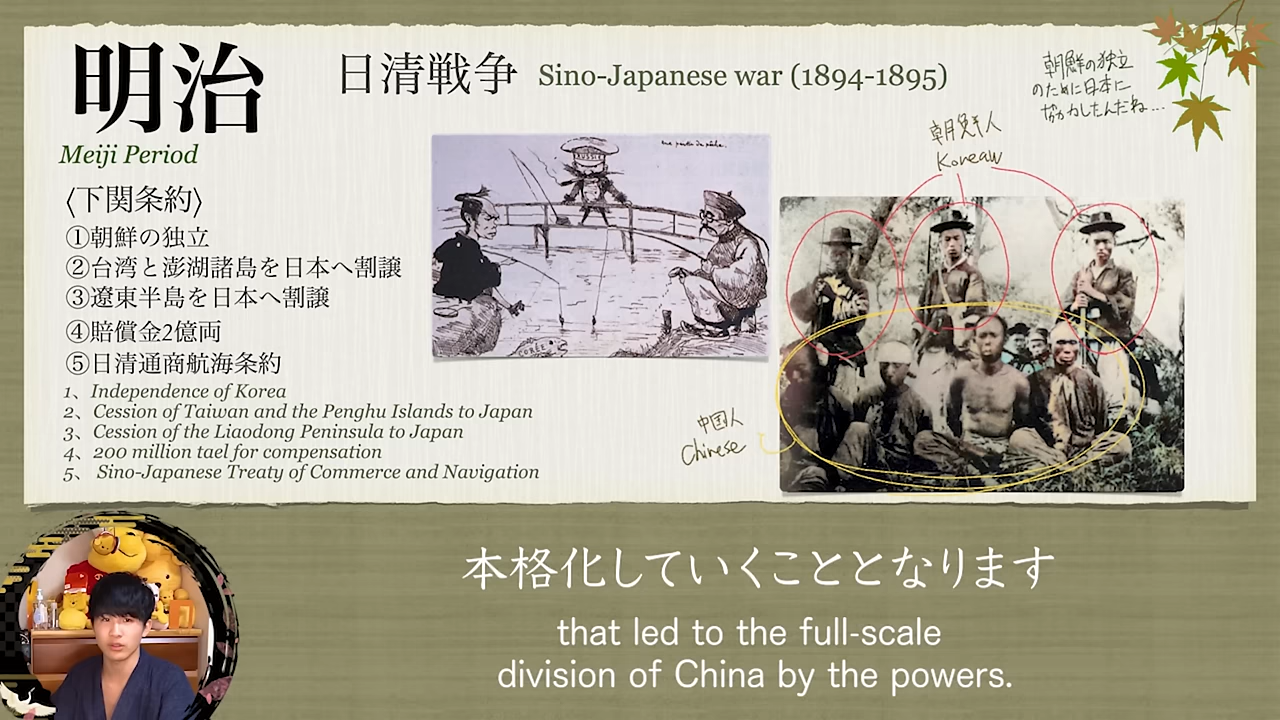 明治
Meiji Period
日清戦争 Sino-Japanese war (1894-1895)
〈下関条約〉
①朝鮮の独立
②台湾と澎湖諸島を日本へ割譲
③遼東半島を日本へ割譲
④賠償金2億両
⑤日清通商航海条約
1、Independence of Korea
2、Cession of Taiwan and the Penghu Islands to Japan
3、Cession of the Liaodong Peninsula to Japan
4、200 million tael for compensation
5、Sino-Japanese Treaty of Commerce and Navigation
RUSSIE
COREE
朝鮮の独立
のために日本に
協力したんだね...
朝鮮人
Korean
中国人
Chinese
本格化していくこととなります
that led to the full-scale
division of China by the powers.